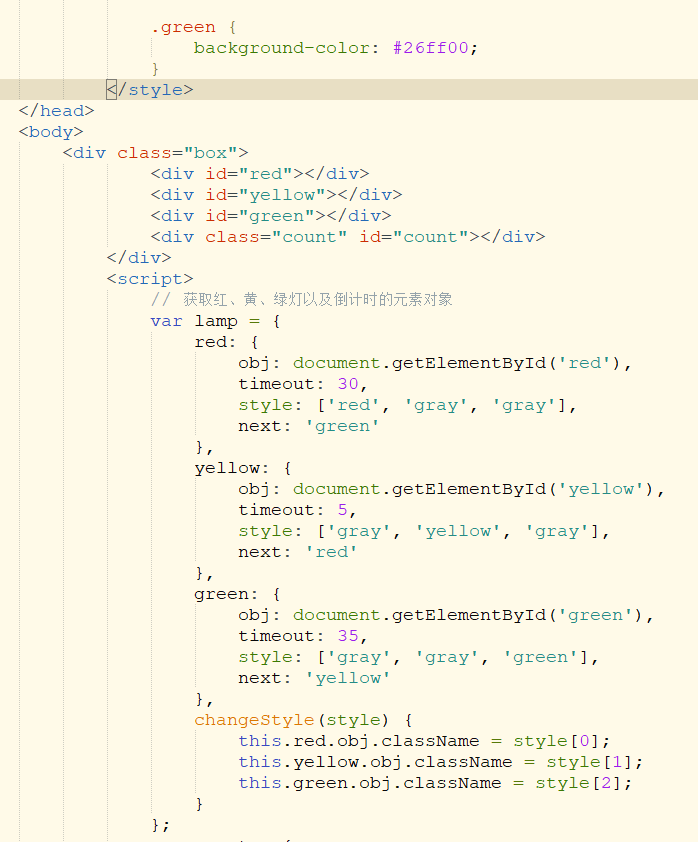 .green {
background-color: #26ff00;
}
</style>
</head>
<body>
<div class="box">
<div id="red"></div>
<div id="yellow"></div>
<div id="green"></div>
<div class="count" id="count"></div>
</div>
<script>
// 获取红、黄、绿灯以及倒计时的元素对象
var lamp = {
red: {
obj: document.getElementById('red'),
timeout: 30,
style: ['red', 'gray', 'gray'],
next: 'green'
},
yellow: {
obj: document.getElementById('yellow'),
timeout: 5,
style: ['gray', 'yellow', 'gray'],
next: 'red'
},
green: {
obj: document.getElementById('green'),
timeout: 35,
style: ['gray', 'gray', 'green'],
next: 'yellow'
},
changeStyle(style) {
this.red.obj.className = style[0];
this.yellow.obj.className = style[1];
this.green.obj.className = style[2];
}
};